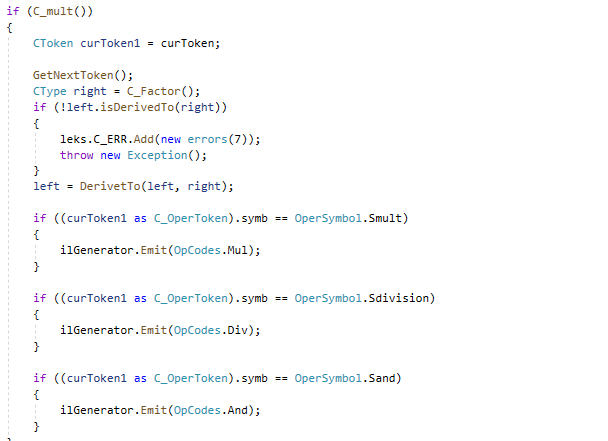 if (C_mult())
{
CToken curToken1 = curToken;
GetNextToken();
CType right = C_Factor();
if (!left.isDerivedTo(right))
{
leks.C_ERR.Add(new errors(7));
throw new Exception();
}
left = DerivetTo(left, right);
if ((curToken1 as C_OperToken).symb == OperSymbol.Smult)
{
ilGenerator.Emit(OpCodes.Mul);
}
if ((curToken1 as C_OperToken).symb == OperSymbol.Sdivision)
{
ilGenerator.Emit(OpCodes.Div);
}
if ((curToken1 as C_OperToken).symb == OperSymbol.Sand)
{
ilGenerator.Emit(OpCodes.And);
}
}